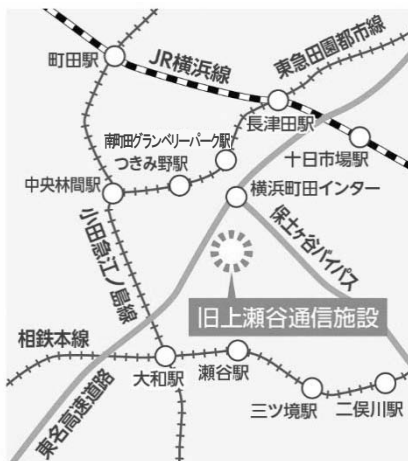 町田駅
JR横浜線
東急田園都市線
長津田駅
南町田グランベリーパーク駅
つきみ野駅
十日市場駅
中央林間駅
横浜町田インター
小田急江ノ島線
保土ヶ谷バイパス
旧上瀬谷通信施設
相鉄本線
大和駅
瀬谷駅
東名高速道路
三ツ境駅
二俣川駅